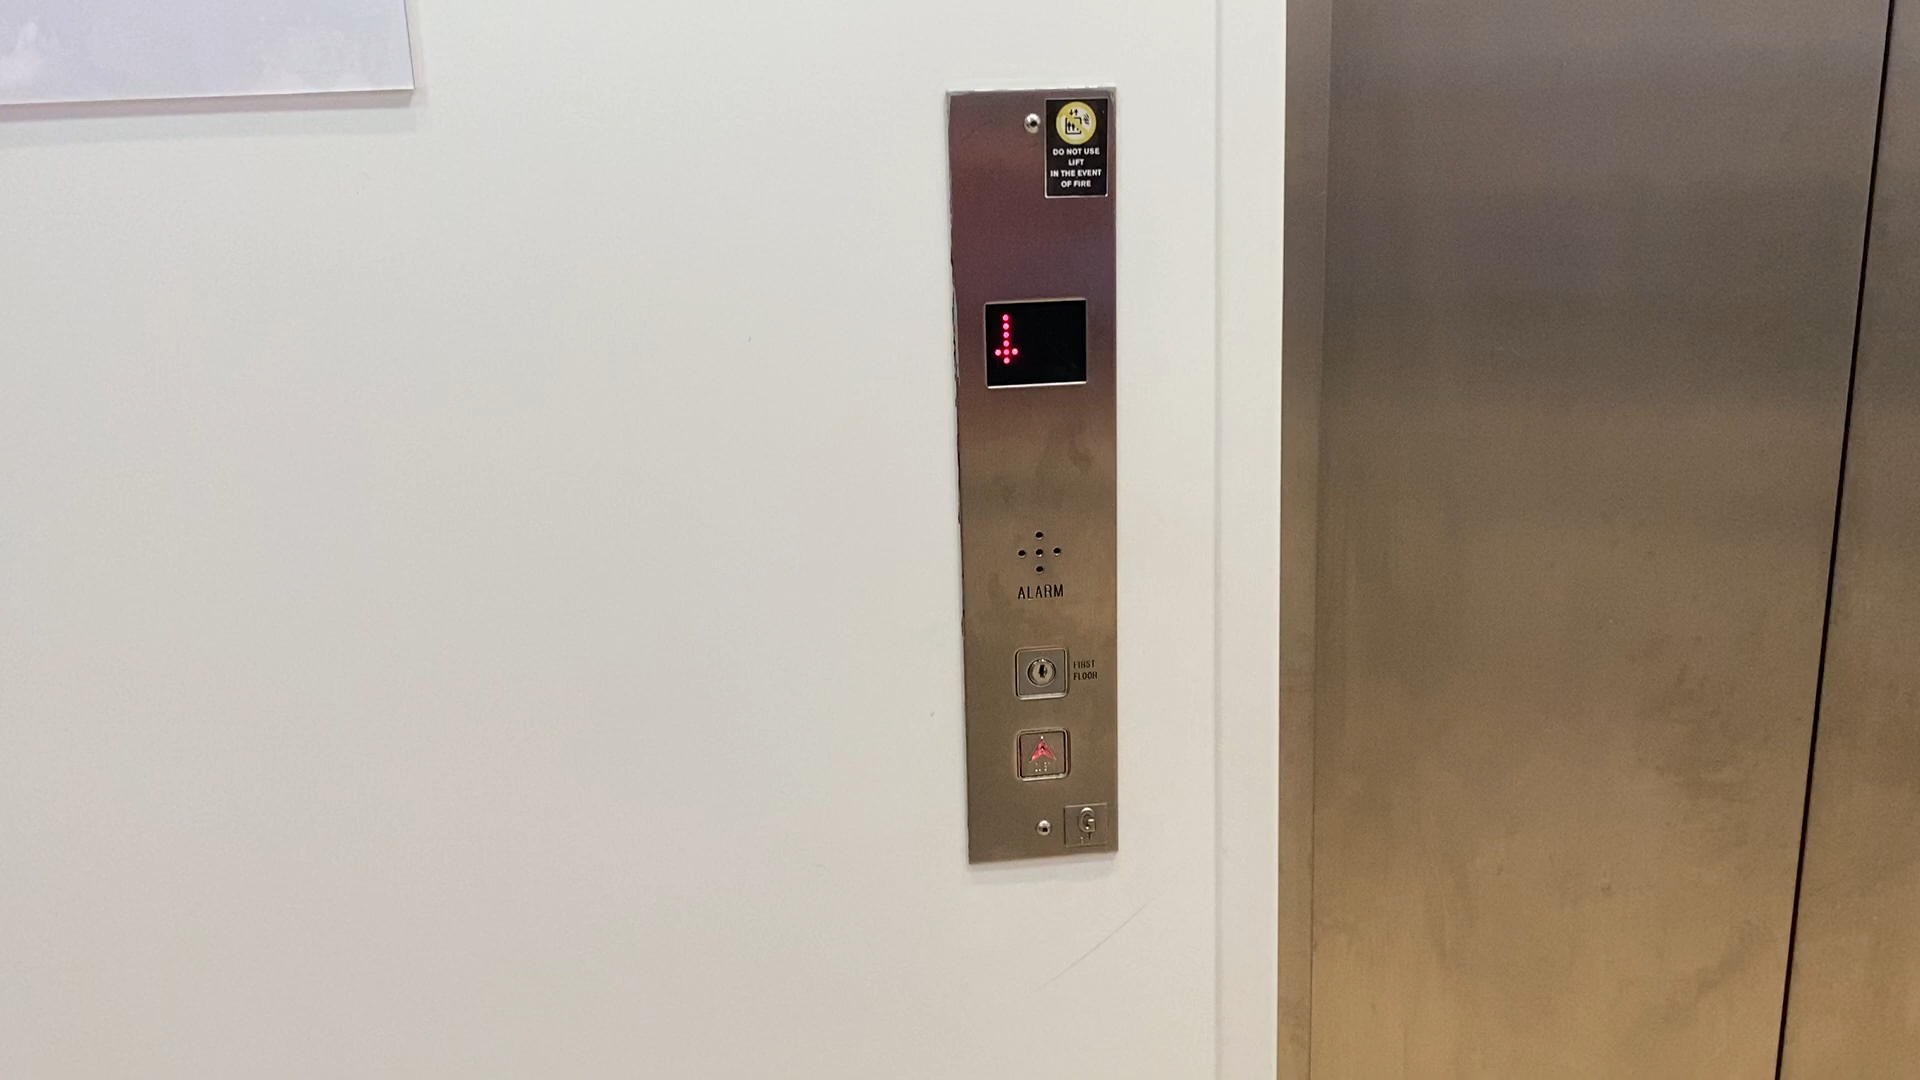 DO NOT USE
LIFT
IN THE EVENT
OF FIRE
ALARM
FIRST
FLOOR
G